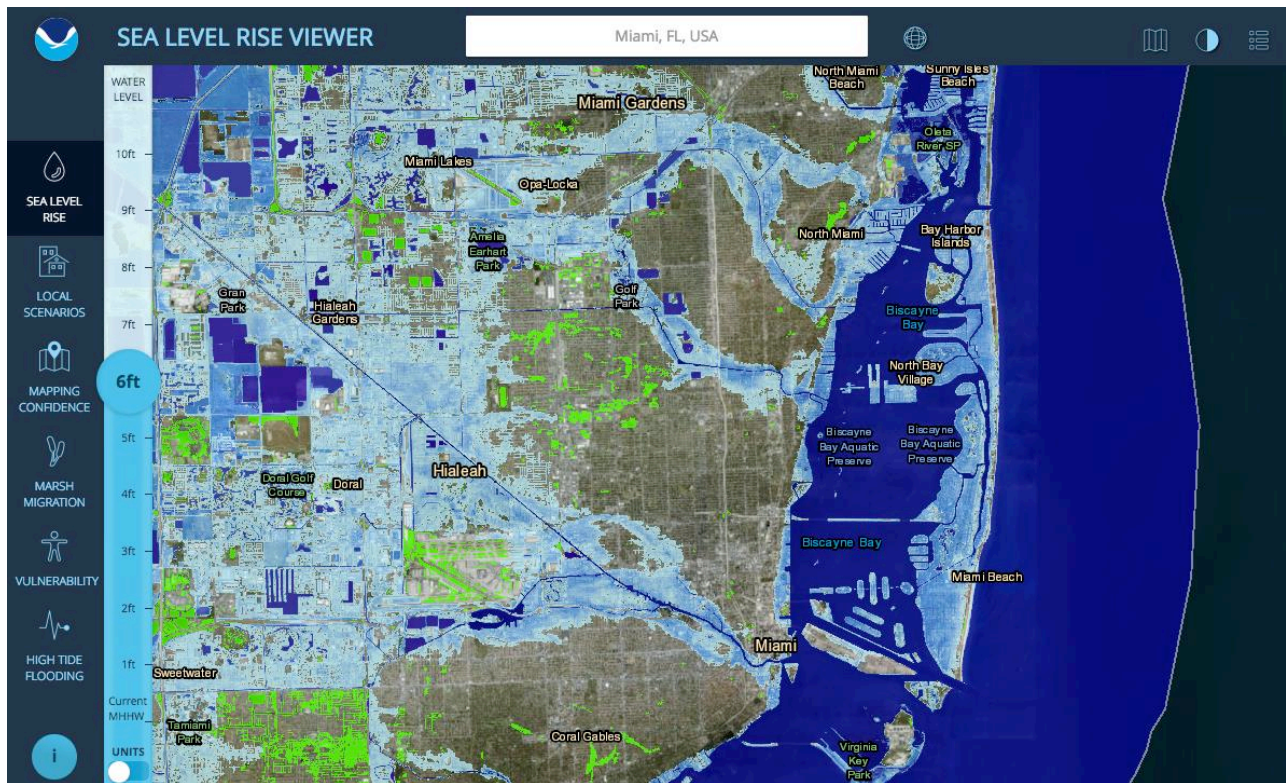 SEA LEVEL RISE VIEWER
Miami, FL, USA
WATER
LEVEL
10ft
9ft
8ft
7ft
6ft
5ft
4ft
3ft
2ft
1ft
Current
MHHW
UNITS
SEA LEVEL
RISE
LOCAL
SCENARIOS
MAPPING
CONFIDENCE
MARSH
MIGRATION
VULNERABILITY
HIGH TIDE
FLOODING
i
North Miami
Beach
Sunny Isles
Beach
Miami Gardens
Oleta
River SP
Miami Lakes
Opa-Locka
Amelia
Earhart
Park
North Miami
Bay Harbor
Islands
Gran
Park
Hialeah
Gardens
Golf
Park
Biscayne
Bay
North Bay
Village
Biscayne
Bay Aquatic
Preserve
Biscayne
Bay Aquatic
Preserve
Hialeah
Doral Golf
Course
Doral
Biscayne Bay
Miami Beach
Miami
Sweetwater
Tamiami
Park
Coral Gables
Virginia
Key
Park